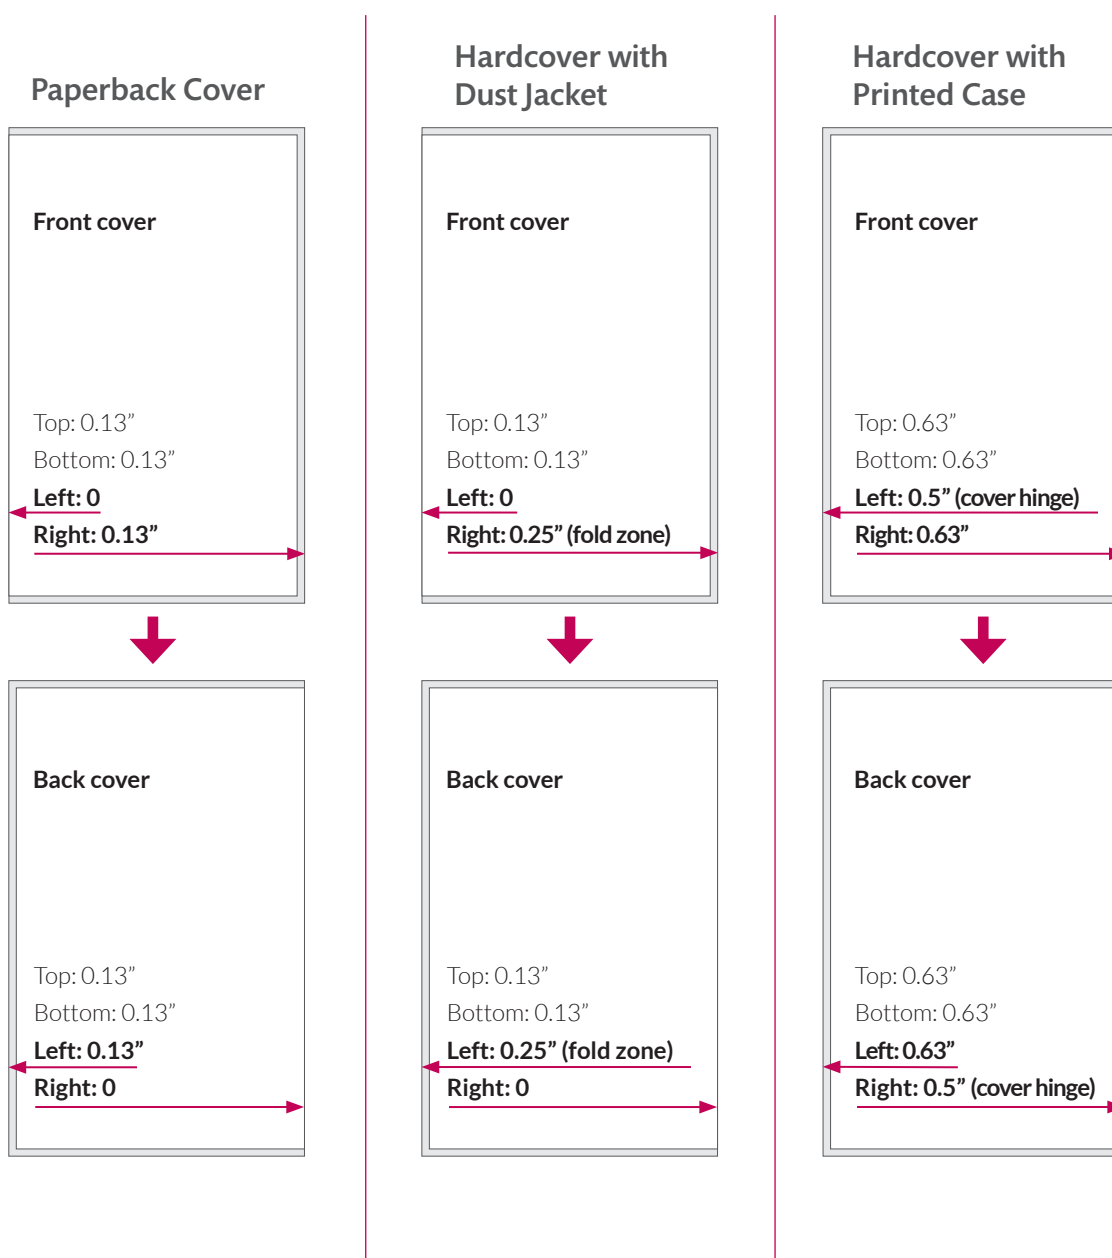 Paperback Cover
Front cover
Top: 0.13”
Bottom: 0.13”
Left: 0
Right: 0.13”
Back cover
Top: 0.13”
Bottom: 0.13”
Left: 0.13”
Right: 0
Hardcover with
Dust Jacket
Front cover
Top: 0.13”
Bottom: 0.13”
Left: 0
Right: 0.25” (fold zone)
Back cover
Top: 0.13”
Bottom: 0.13”
Left: 0.25” (fold zone)
Right: 0
Hardcover with
Printed Case
Front cover
Top: 0.63”
Bottom: 0.63”
Left: 0.5” (cover hinge)
Right: 0.63”
Back cover
Top: 0.63”
Bottom: 0.63”
Left: 0.63”
Right: 0.5” (cover hinge)